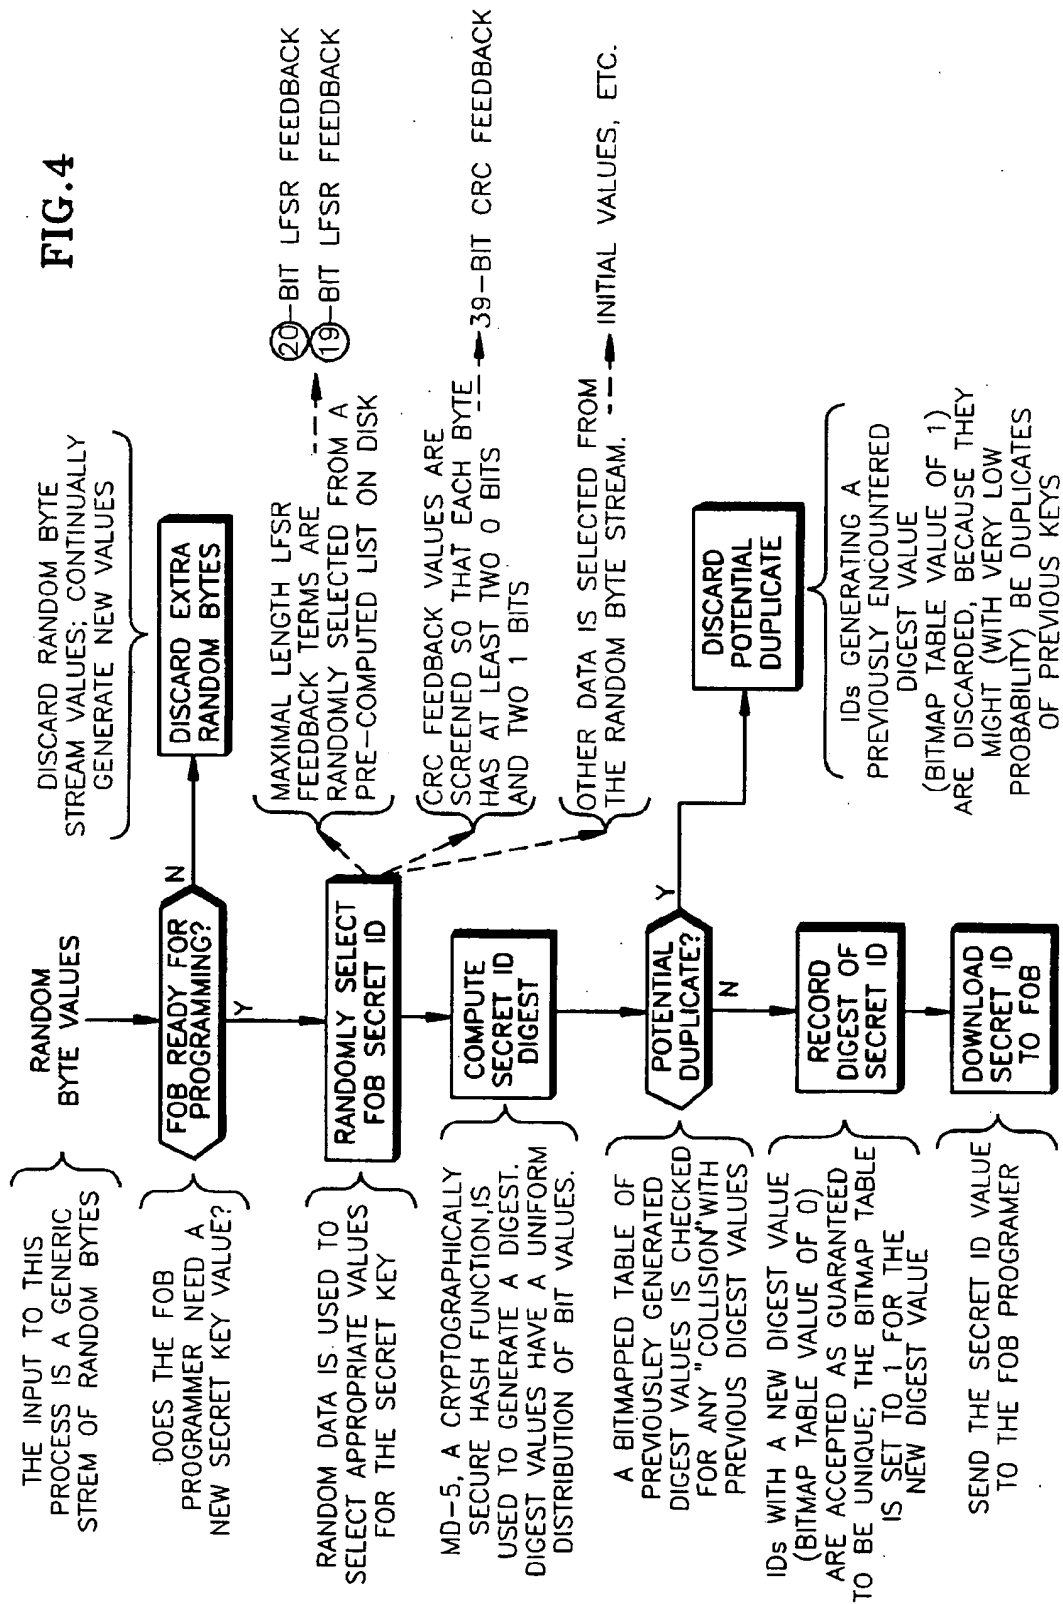 FIG.4
THE INPUT TO THIS
PROCESS IS A GENERIC
STREM OF RANDOM BYTES
RANDOM
BYTE VALUES
DISCARD RANDOM BYTE
STREAM VALUES; CONTINUALLY
GENERATE NEW VALUES
DOES THE FOB
PROGRAMMER NEED A
NEW SECRET KEY VALUE?
FOB READY FOR
PROGRAMMING?
N
Y
DISCARD EXTRA
RANDOM BYTES
RANDOM DATA IS USED TO
SELECT APPROPRIATE VALUES
FOR THE SECRET KEY
RANDOMLY SELECT
FOB SECRET ID
MAXIMAL LENGTH LFSR
FEEDBACK TERMS ARE
RANDOMLY SELECTED FROM A
PRE-COMPUTED LIST ON DISK
20-BIT LFSR FEEDBACK
19-BIT LFSR FEEDBACK
CRC FEEDBACK VALUES ARE
SCREENED SO THAT EACH BYTE
HAS AT LEAST TWO 0 BITS
AND TWO 1 BITS
39-BIT CRC FEEDBACK
OTHER DATA IS SELECTED FROM
THE RANDOM BYTE STREAM.
INITIAL VALUES, ETC.
MD-5, A CRYPTOGRAPHICALLY
SECURE HASH FUNCTION,IS
USED TO GENERATE A DIGEST.
DIGEST VALUES HAVE A UNIFORM
DISTRIBUTION OF BIT VALUES.
COMPUTE
SECRET ID
DIGEST
A BITMAPPED TABLE OF
PREVIOUSLEY GENERATED
DIGEST VALUES IS CHECKED
FOR ANY "COLLISION"WITH
PREVIOUS DIGEST VALUES
POTENTIAL
DUPLICATE?
Y
N
DISCARD
POTENTIAL
DUPLICATE
IDs GENERATING A
PREVIOUSLY ENCOUNTERED
DIGEST VALUE
(BITMAP TABLE VALUE OF 1)
ARE DISCARDED, BECAUSE THEY
MIGHT (WITH VERY LOW
PROBABILITY) BE DUPLICATES
OF PREVIOUS KEYS
IDs WITH A NEW DIGEST VALUE
(BITMAP TABLE VALUE OF 0)
ARE ACCEPTED AS GUARANTEED
TO BE UNIQUE; THE BITMAP TABLE
IS SET TO 1 FOR THE
NEW DIGEST VALUE
RECORD
DIGEST OF
SECRET ID
SEND THE SECRET ID VALUE
TO THE FOB PROGRAMER
DOWNLOAD
SECRET ID
TO FOB